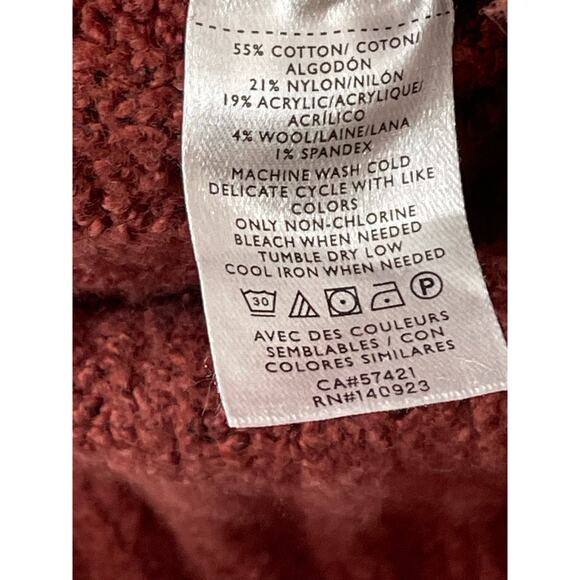 55% COTTON/ COTON/
ALGODÓN
21% NYLON/NILÓN
19% ACRYLIC/ACRYLIQUE/
ACRÍLICO
4% WOOL/LAINE/LANA
1% SPANDEX
MACHINE WASH COLD
DELICATE CYCLE WITH LIKE
COLORS
ONLY NON-CHLORINE
BLEACH WHEN NEEDED
TUMBLE DRY LOW
COOL IRON WHEN NEEDED
30 P
AVEC DES COULEURS
SEMBLABLES / CON
COLORES SIMILARES
CA#57421
RN#140923